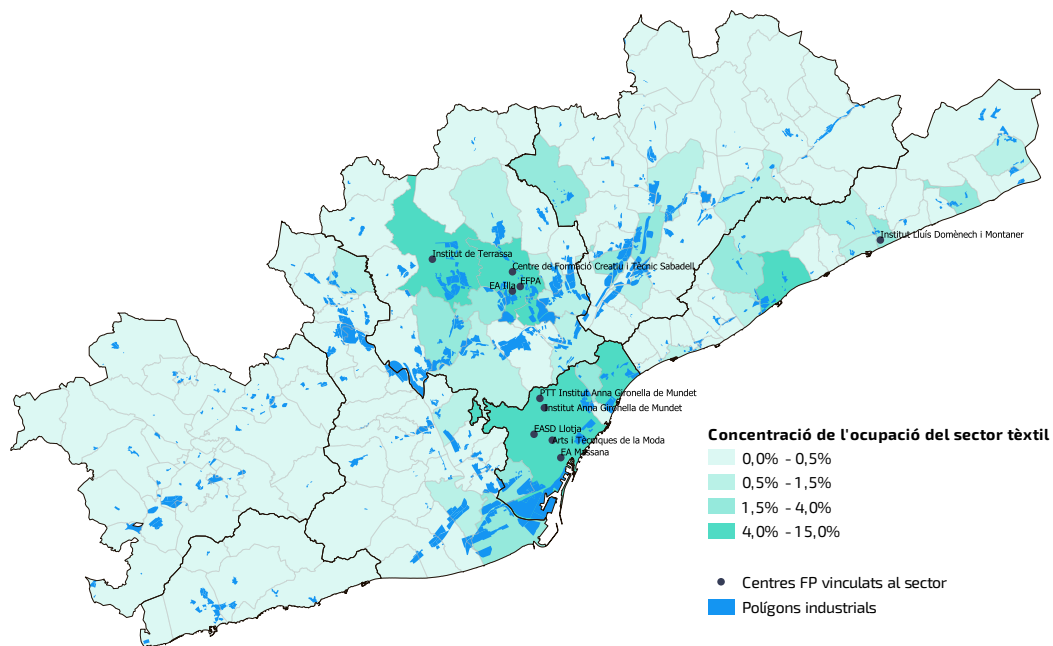 Institut Lluís Domènech i Montaner
Institut de Terrassa
Centre de Formació Creatiu i Tècnic Sabadell
EFPA
EA Illa
PTT Institut Anna Gironella de Mundet
Institut Anna Gironella de Mundet
EASD Llotja
Arts i Tècniques de la Moda
EA Massana
Concentració de l'ocupació del sector tèxtil
0,0% - 0,5%
0,5% - 1,5%
1,5% - 4,0%
4,0% - 15,0%
Centres FP vinculats al sector
Polígons industrials